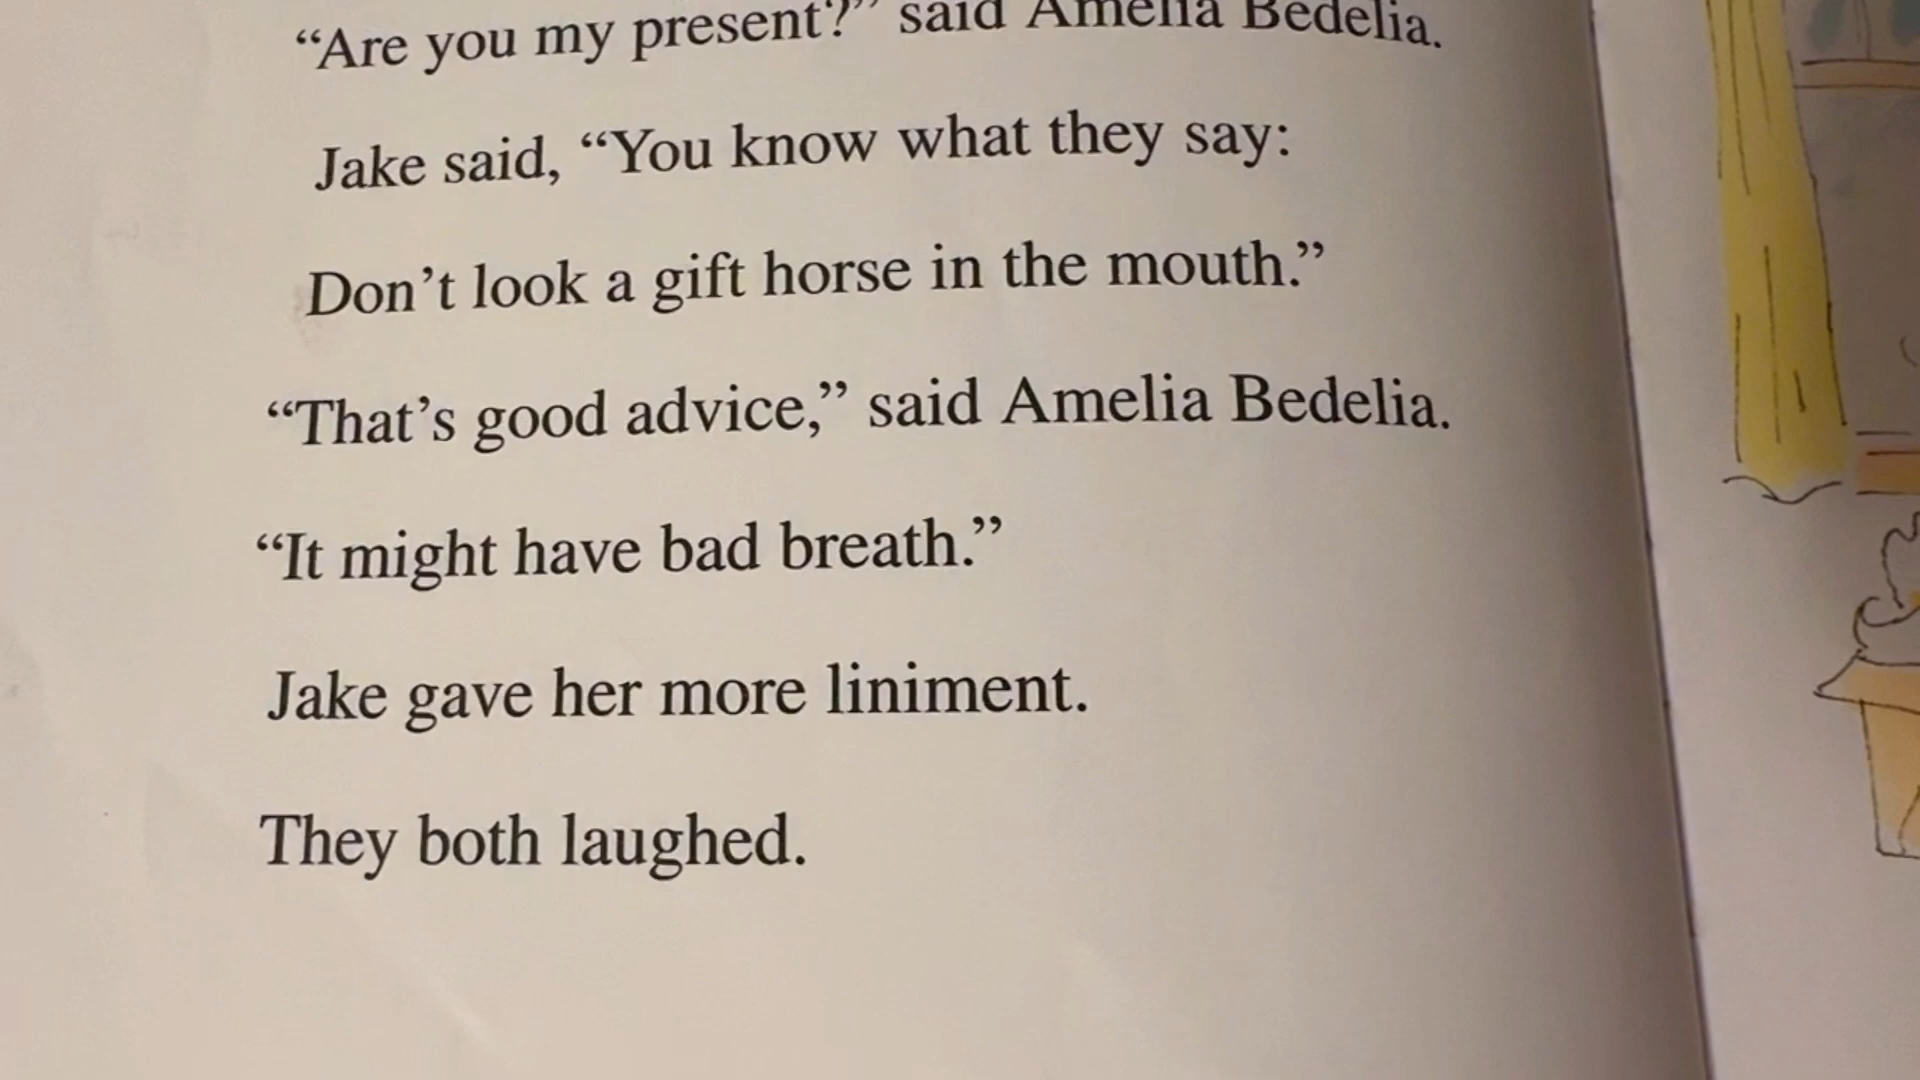 “Are you my present?” said Amelia Bedelia.
Jake said, “You know what they say:
Don’t look a gift horse in the mouth.”
“That’s good advice,” said Amelia Bedelia.
“It might have bad breath.”
Jake gave her more liniment.
They both laughed.